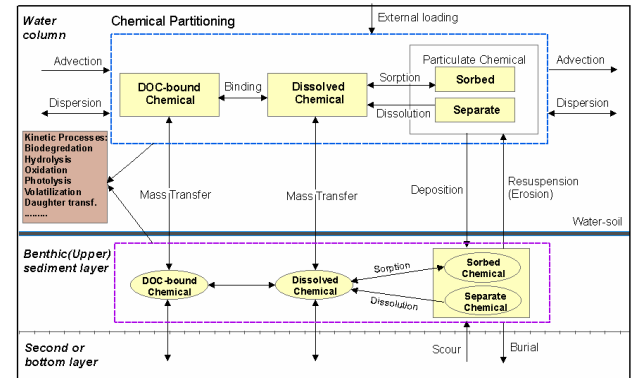 Water
column
Chemical Partitioning
External loading
Particulate Chemical
Advection
Advection
DOC-bound
Chemical
Binding
Dissolved
Chemical
Sorption
Sorbed
Separate
Dissolution
Dispersion
Dispersion
Kinetic Processes:
Biodegredation
Hydrolysis
Oxidation
Photolysis
Volatilization
Daughter transf.
.........
Mass Transfer
Mass Transfer
Deposition
Resuspension
(Erosion)
Water-soil
Benthic(Upper)
sediment layer
DOC-bound
Chemical
Dissolved
Chemical
Sorption
Dissolution
Sorbed
Chemical
Separate
Chemical
Second or
bottom layer
Scour
Burial